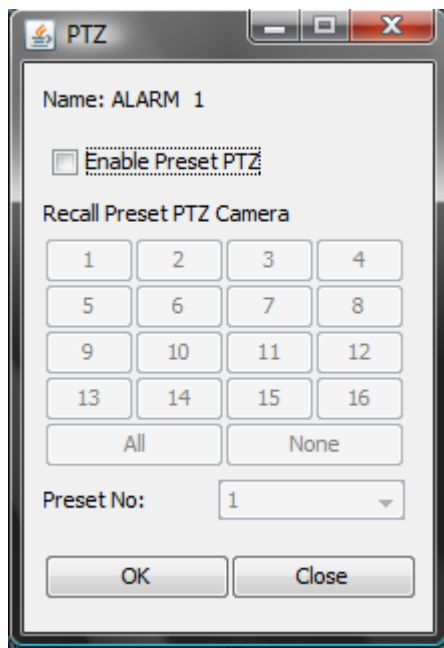 PTZ
Name: ALARM 1
Enable Preset PTZ
Recall Preset PTZ Camera
1 2 3 4
5 6 7 8
9 10 11 12
13 14 15 16
All None
Preset No: 1
OK Close